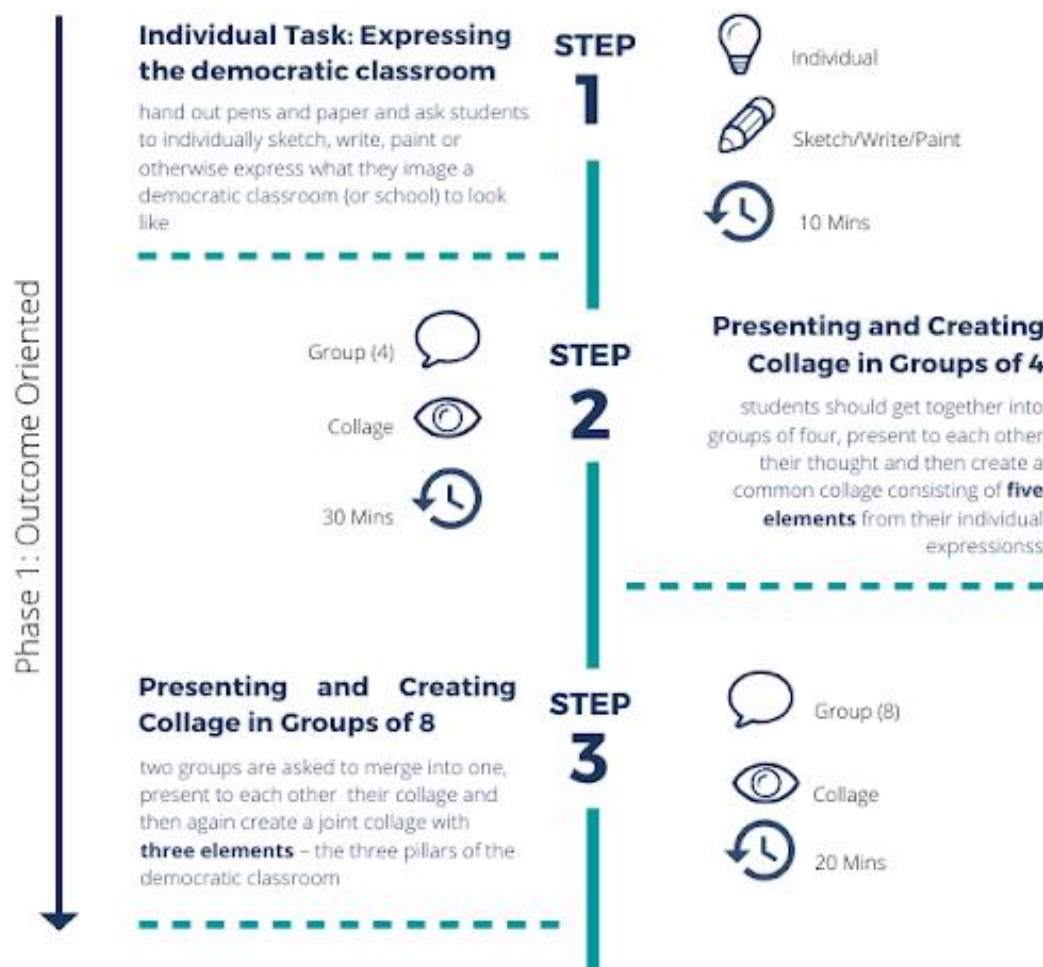 Phase 1: Outcome Oriented
Individual Task: Expressing
the democratic classroom
hand out pens and paper and ask students
to individually sketch, write, paint or
otherwise express what they image a
democratic classroom (or school) to look
like
STEP
1
Individual
Sketch/Write/Paint
10 Mins
Group (4)
Collage
30 Mins
STEP
2
Presenting and Creating
Collage in Groups of 4
students should get together into
groups of four, present to each other
their thought and then create a
common collage consisting of five
elements from their individual
expressionss
Presenting and Creating
Collage in Groups of 8
two groups are asked to merge into one,
present to each other their collage and
then again create a joint collage with
three elements – the three pillars of the
democratic classroom
STEP
3
Group (8)
Collage
20 Mins